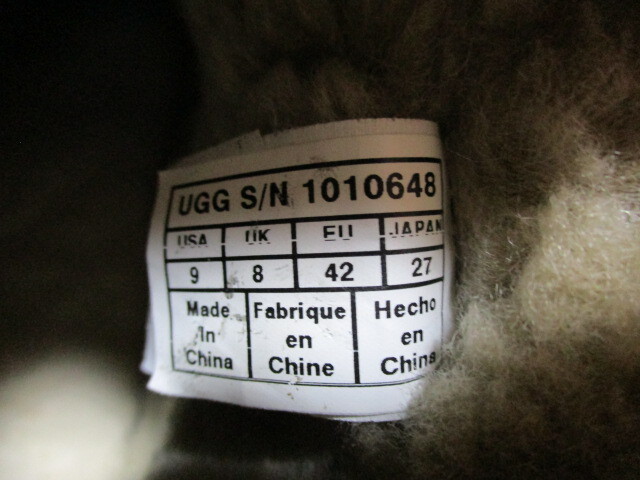 UGG S/N 1010648
USA UK EU JAPAN
9 8 42 27
Made Fabrique Hecho
In en en
China Chine China